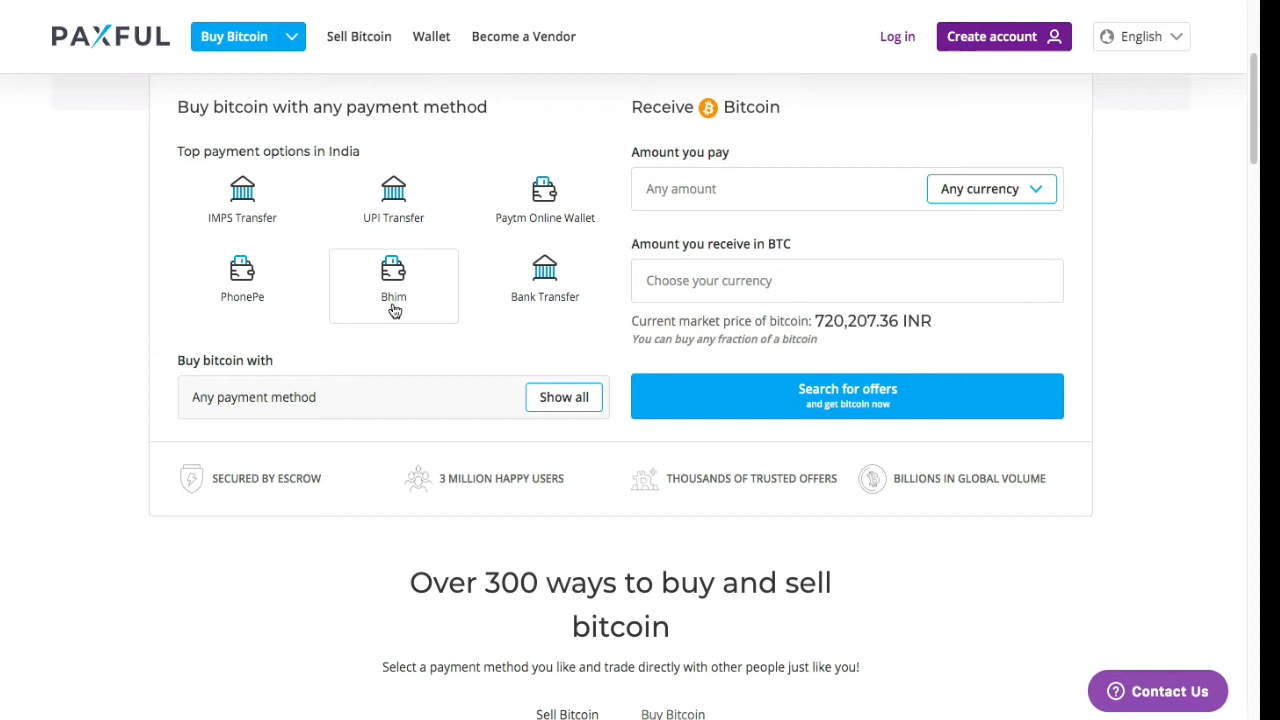 PAXFUL
Buy Bitcoin
Sell Bitcoin
Wallet
Become a Vendor
Log in
Create account
English
Buy bitcoin with any payment method
Top payment options in India
IMPS Transfer
UPI Transfer
Paytm Online Wallet
PhonePe
Bhim
Bank Transfer
Buy bitcoin with
Any payment method
Show all
Receive Bitcoin
Amount you pay
Any amount
Any currency
Amount you receive in BTC
Choose your currency
Current market price of bitcoin: 720,207.36 INR
You can buy any fraction of a bitcoin
Search for offers
and get bitcoin now
SECURED BY ESCROW
3 MILLION HAPPY USERS
THOUSANDS OF TRUSTED OFFERS
BILLIONS IN GLOBAL VOLUME
Over 300 ways to buy and sell
bitcoin
Select a payment method you like and trade directly with other people just like you!
Sell Bitcoin
Buy Bitcoin
Contact Us